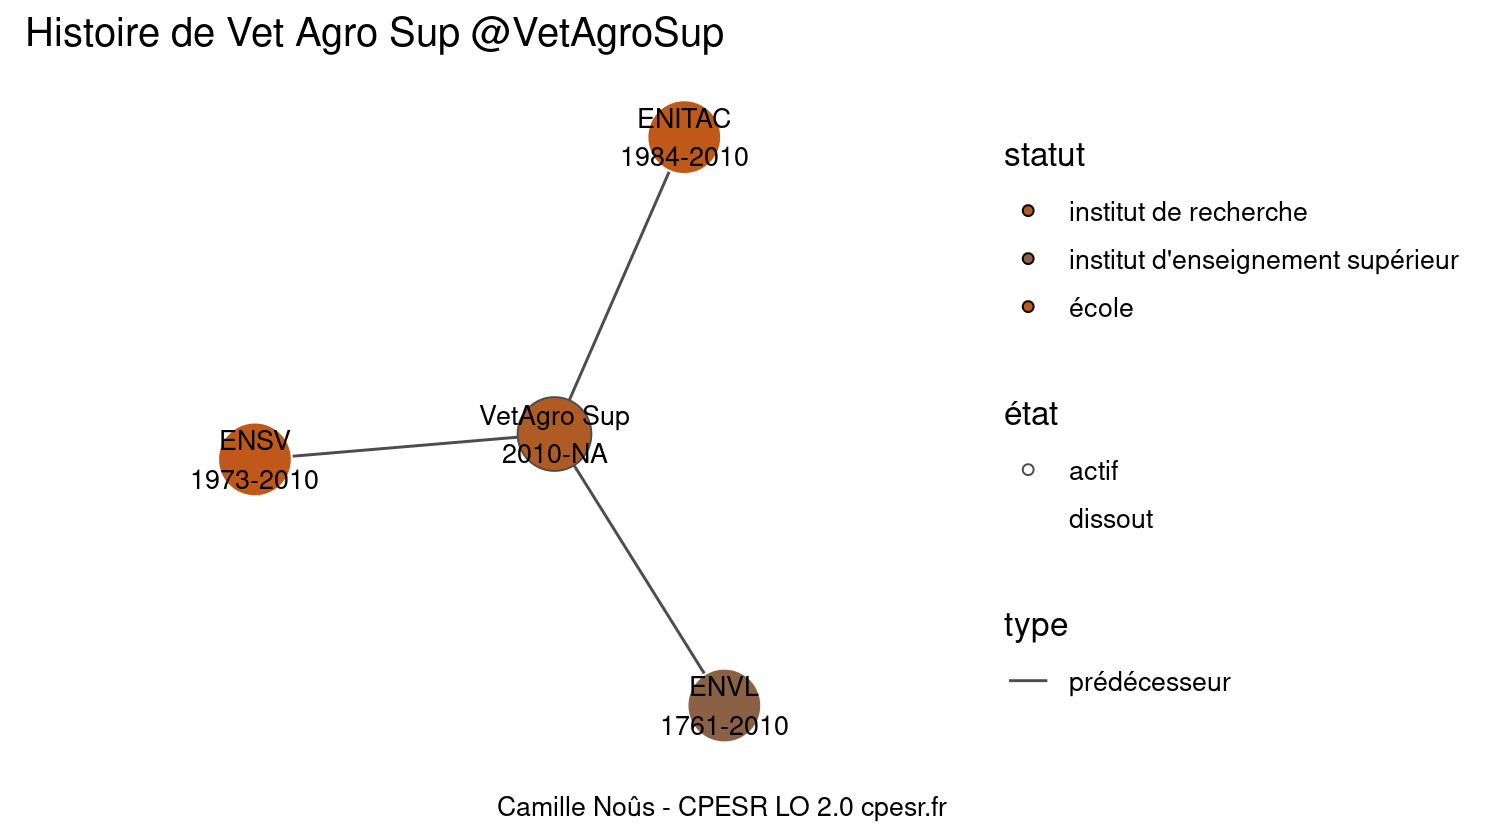 Histoire de Vet Agro Sup @VetAgroSup
ENITAC
1984-2010
VetAgro Sup
2010-NA
ENSV
1973-2010
ENVL
1761-2010
statut
institut de recherche
institut d'enseignement supérieur
école
état
actif
dissout
type
prédécesseur
Camille Noûs - CPESR LO 2.0 cpesr.fr